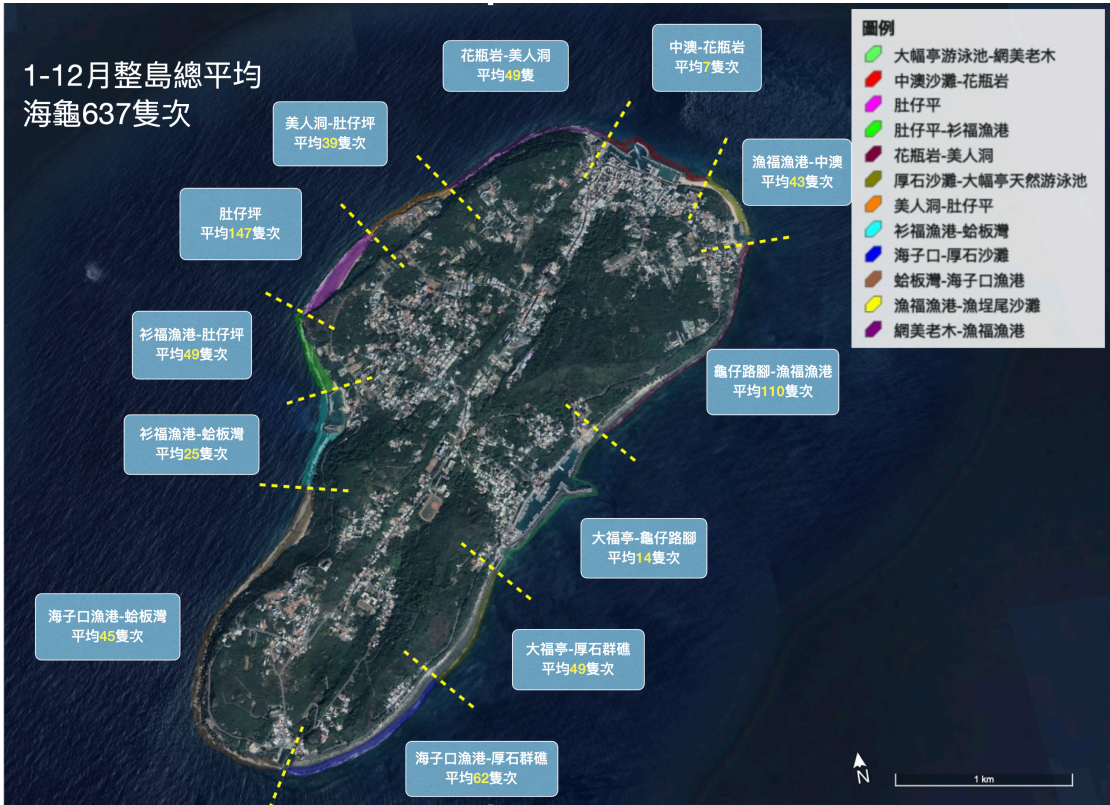 1-12月整島總平均
海龜637隻次
花瓶岩-美人洞
平均49隻
中澳-花瓶岩
平均7隻次
美人洞-肚仔坪
平均39隻次
漁福漁港-中澳
平均43隻次
肚仔坪
平均147隻次
衫福漁港-肚仔坪
平均49隻次
龜仔路腳-漁福漁港
平均110隻次
衫福漁港-蛤板灣
平均25隻次
大福亭-龜仔路腳
平均14隻次
海子口漁港-蛤板灣
平均45隻次
大福亭-厚石群礁
平均49隻次
海子口漁港-厚石群礁
平均62隻次
圖例
大幅亭游泳池-網美老木
中澳沙灘-花瓶岩
肚仔平
肚仔平-衫福漁港
花瓶岩-美人洞
厚石沙灘-大幅亭天然游泳池
美人洞-肚仔平
衫福漁港-蛤板灣
海子口-厚石沙灘
蛤板灣-海子口漁港
漁福漁港-漁埕尾沙灘
網美老木-漁福漁港
N
1 km